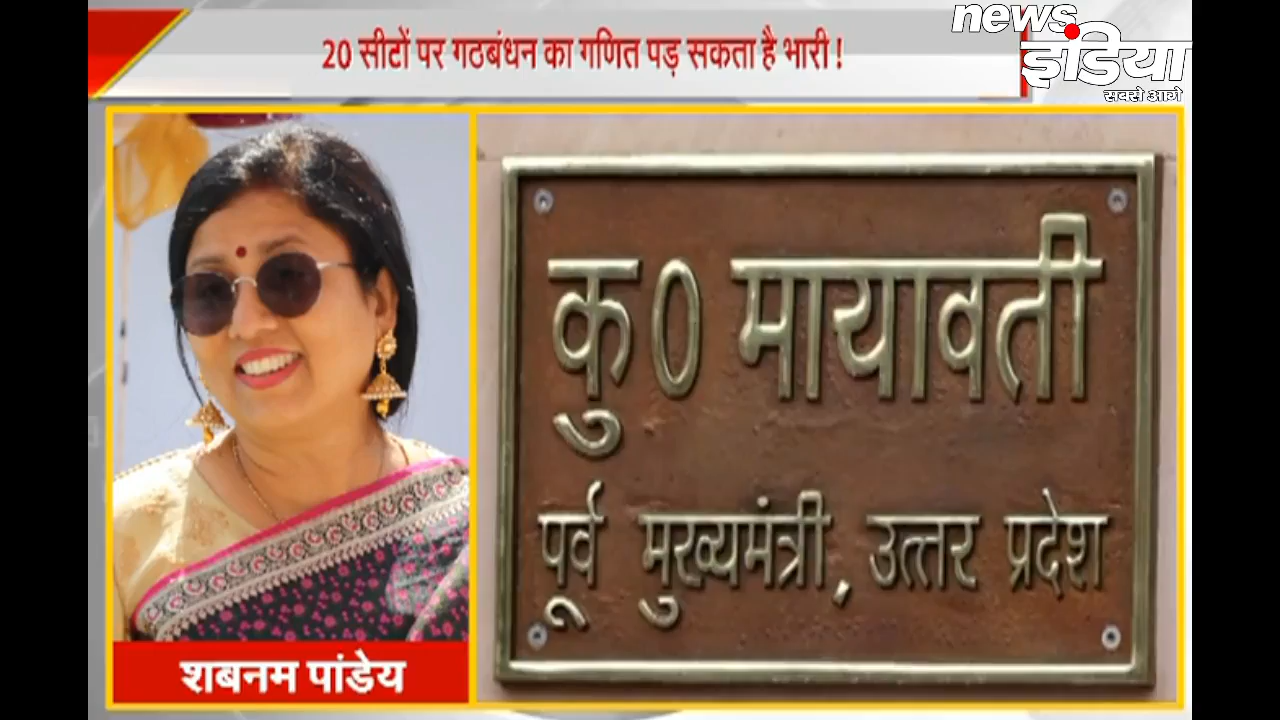 20 सीटों पर गठबंधन का गणित पड़ सकता है भारी !
news
इंडिया
सबसे आगे
कु0 मायावती
पूर्व मुख्यमंत्री, उत्तर प्रदेश
शबनम पांडेय